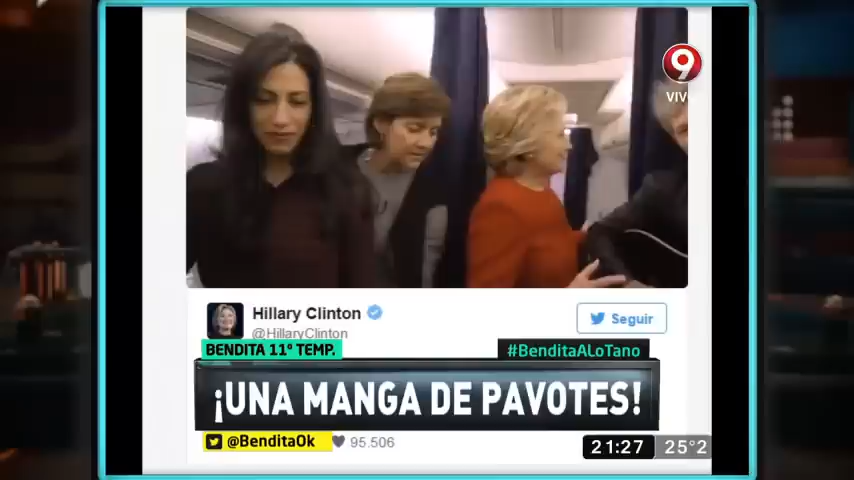 9
VIVO
Hillary Clinton
@HillaryClinton
Seguir
BENDITA 11° TEMP.
#BenditaALoTano
¡UNA MANGA DE PAVOTES!
@BenditaOk
95.506
21:27
25°2